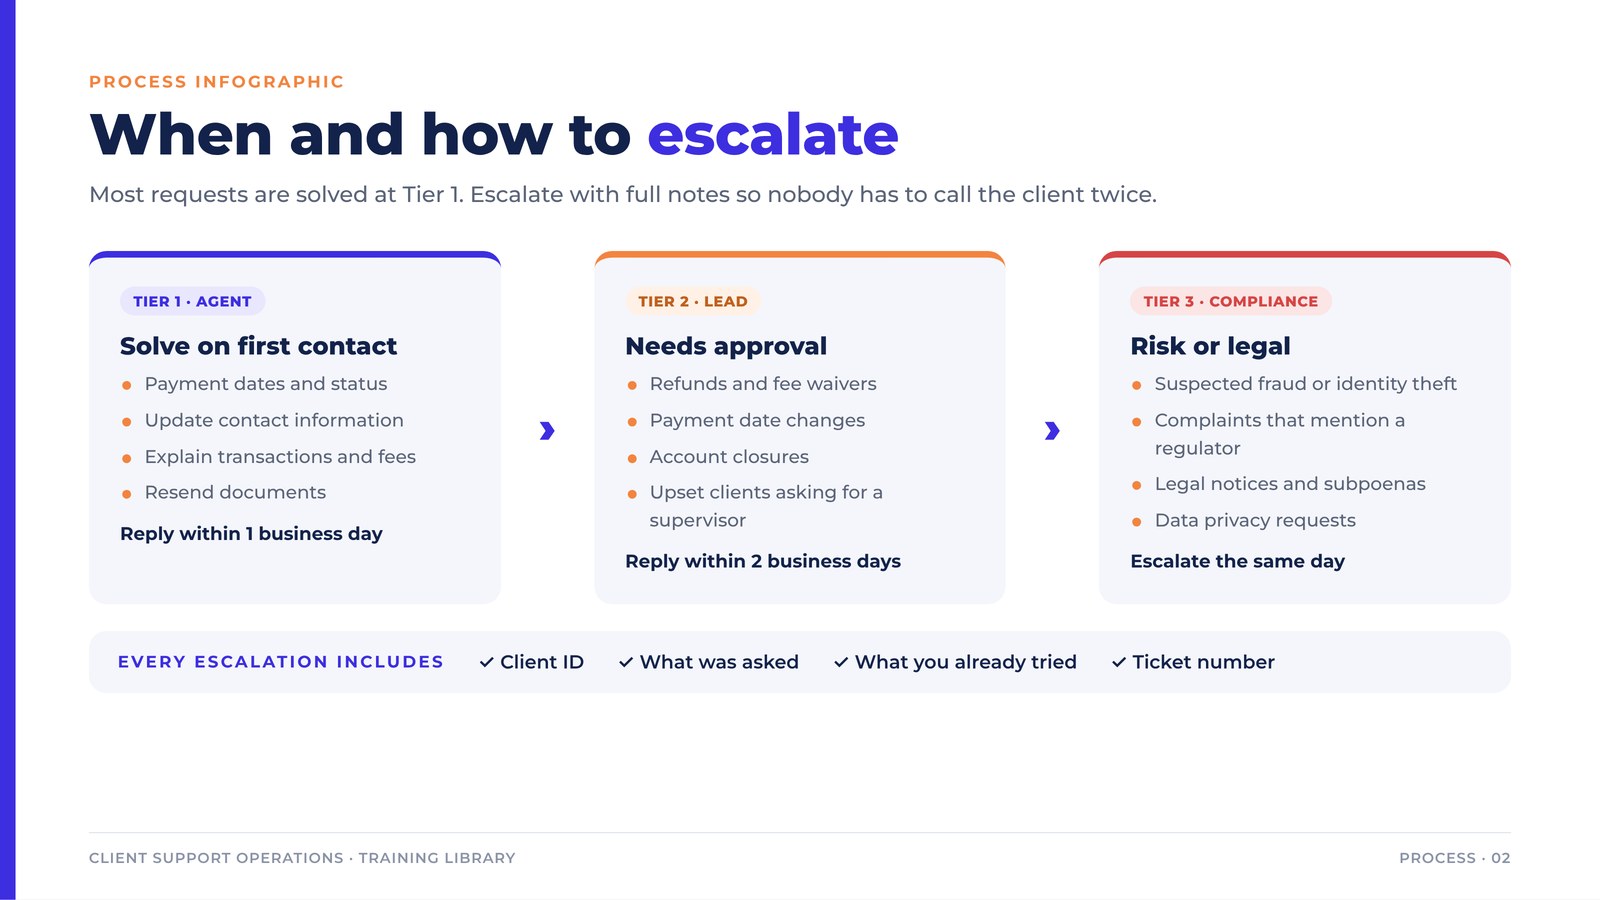 PROCESS INFOGRAPHIC
When and how to escalate
Most requests are solved at Tier 1. Escalate with full notes so nobody has to call the client twice.
TIER 1 · AGENT
Solve on first contact
Payment dates and status
Update contact information
Explain transactions and fees
Resend documents
Reply within 1 business day
›
TIER 2 · LEAD
Needs approval
Refunds and fee waivers
Payment date changes
Account closures
Upset clients asking for a
supervisor
Reply within 2 business days
›
TIER 3 · COMPLIANCE
Risk or legal
Suspected fraud or identity theft
Complaints that mention a
regulator
Legal notices and subpoenas
Data privacy requests
Escalate the same day
EVERY ESCALATION INCLUDES ✓ Client ID ✓ What was asked ✓ What you already tried ✓ Ticket number
CLIENT SUPPORT OPERATIONS · TRAINING LIBRARY
PROCESS · 02